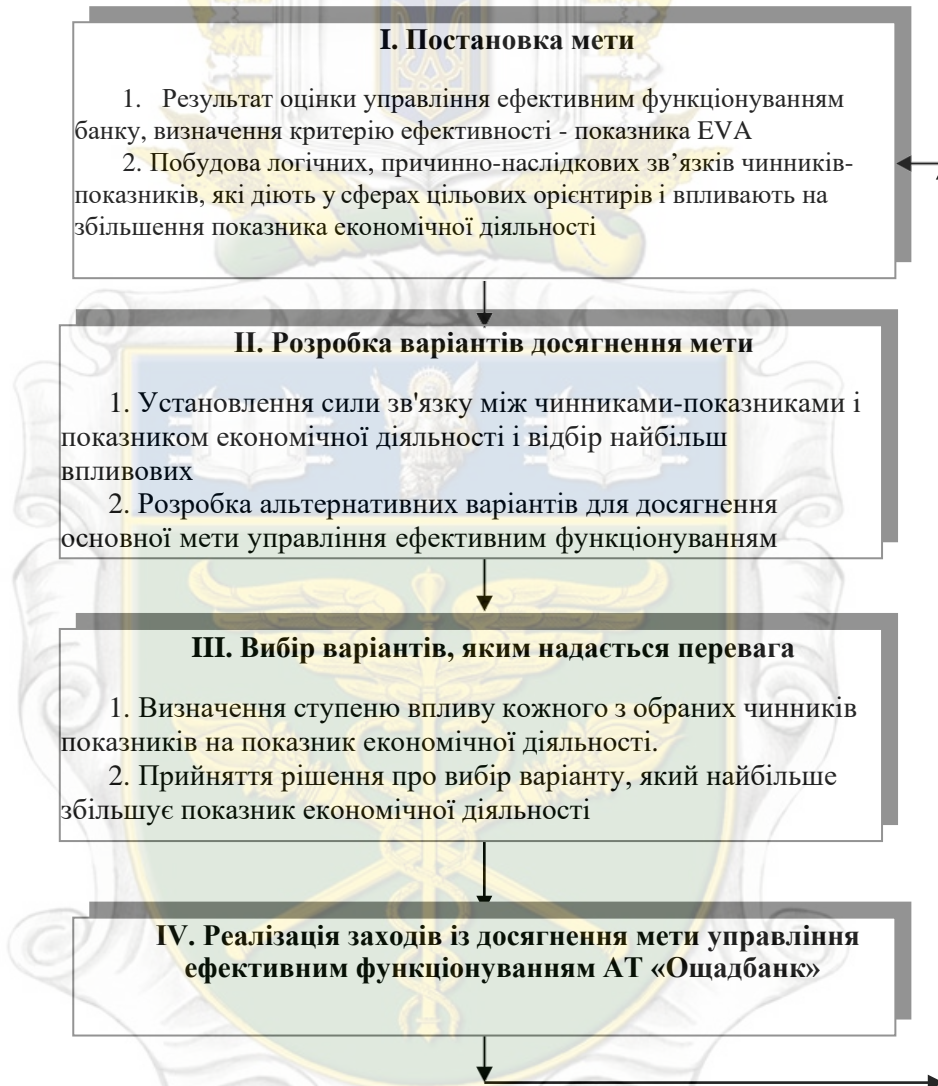 І. Постановка мети
1. Результат оцінки управління ефективним функціонуванням
банку, визначення критерію ефективності - показника EVA
2. Побудова логічних, причинно-наслідкових зв’язків чинників-
показників, які діють у сферах цільових орієнтирів і впливають на
збільшення показника економічної діяльності
ІІ. Розробка варіантів досягнення мети
1. Установлення сили зв'язку між чинниками-показниками і
показником економічної діяльності і відбір найбільш
впливових
2. Розробка альтернативних варіантів для досягнення
основної мети управління ефективним функціонуванням
ІІІ. Вибір варіантів, яким надається перевага
1. Визначення ступеню впливу кожного з обраних чинників
показників на показник економічної діяльності.
2. Прийняття рішення про вибір варіанту, який найбільше
збільшує показник економічної діяльності
IV. Реалізація заходів із досягнення мети управління
ефективним функціонуванням АТ «Ощадбанк»